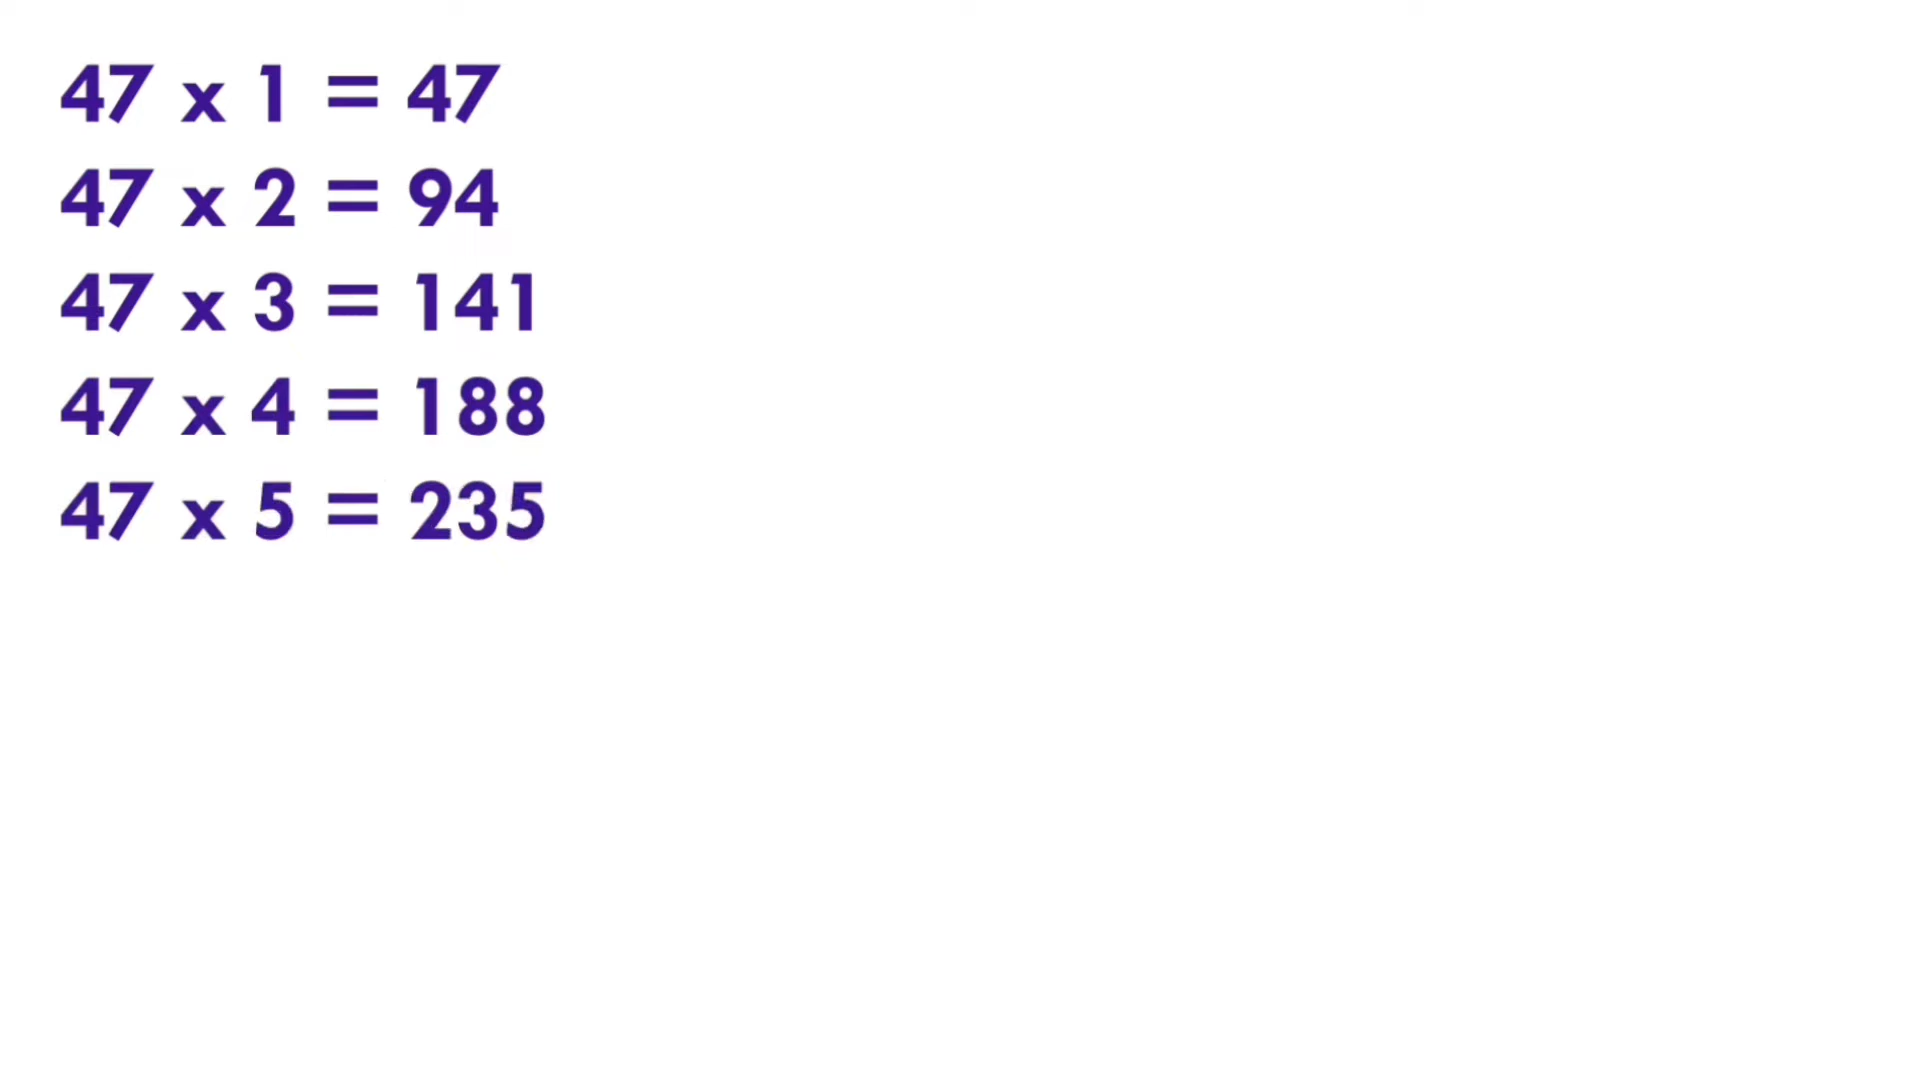 47 x 1 = 47
47 x 2 = 94
47 x 3 = 141
47 x 4 = 188
47 x 5 = 235